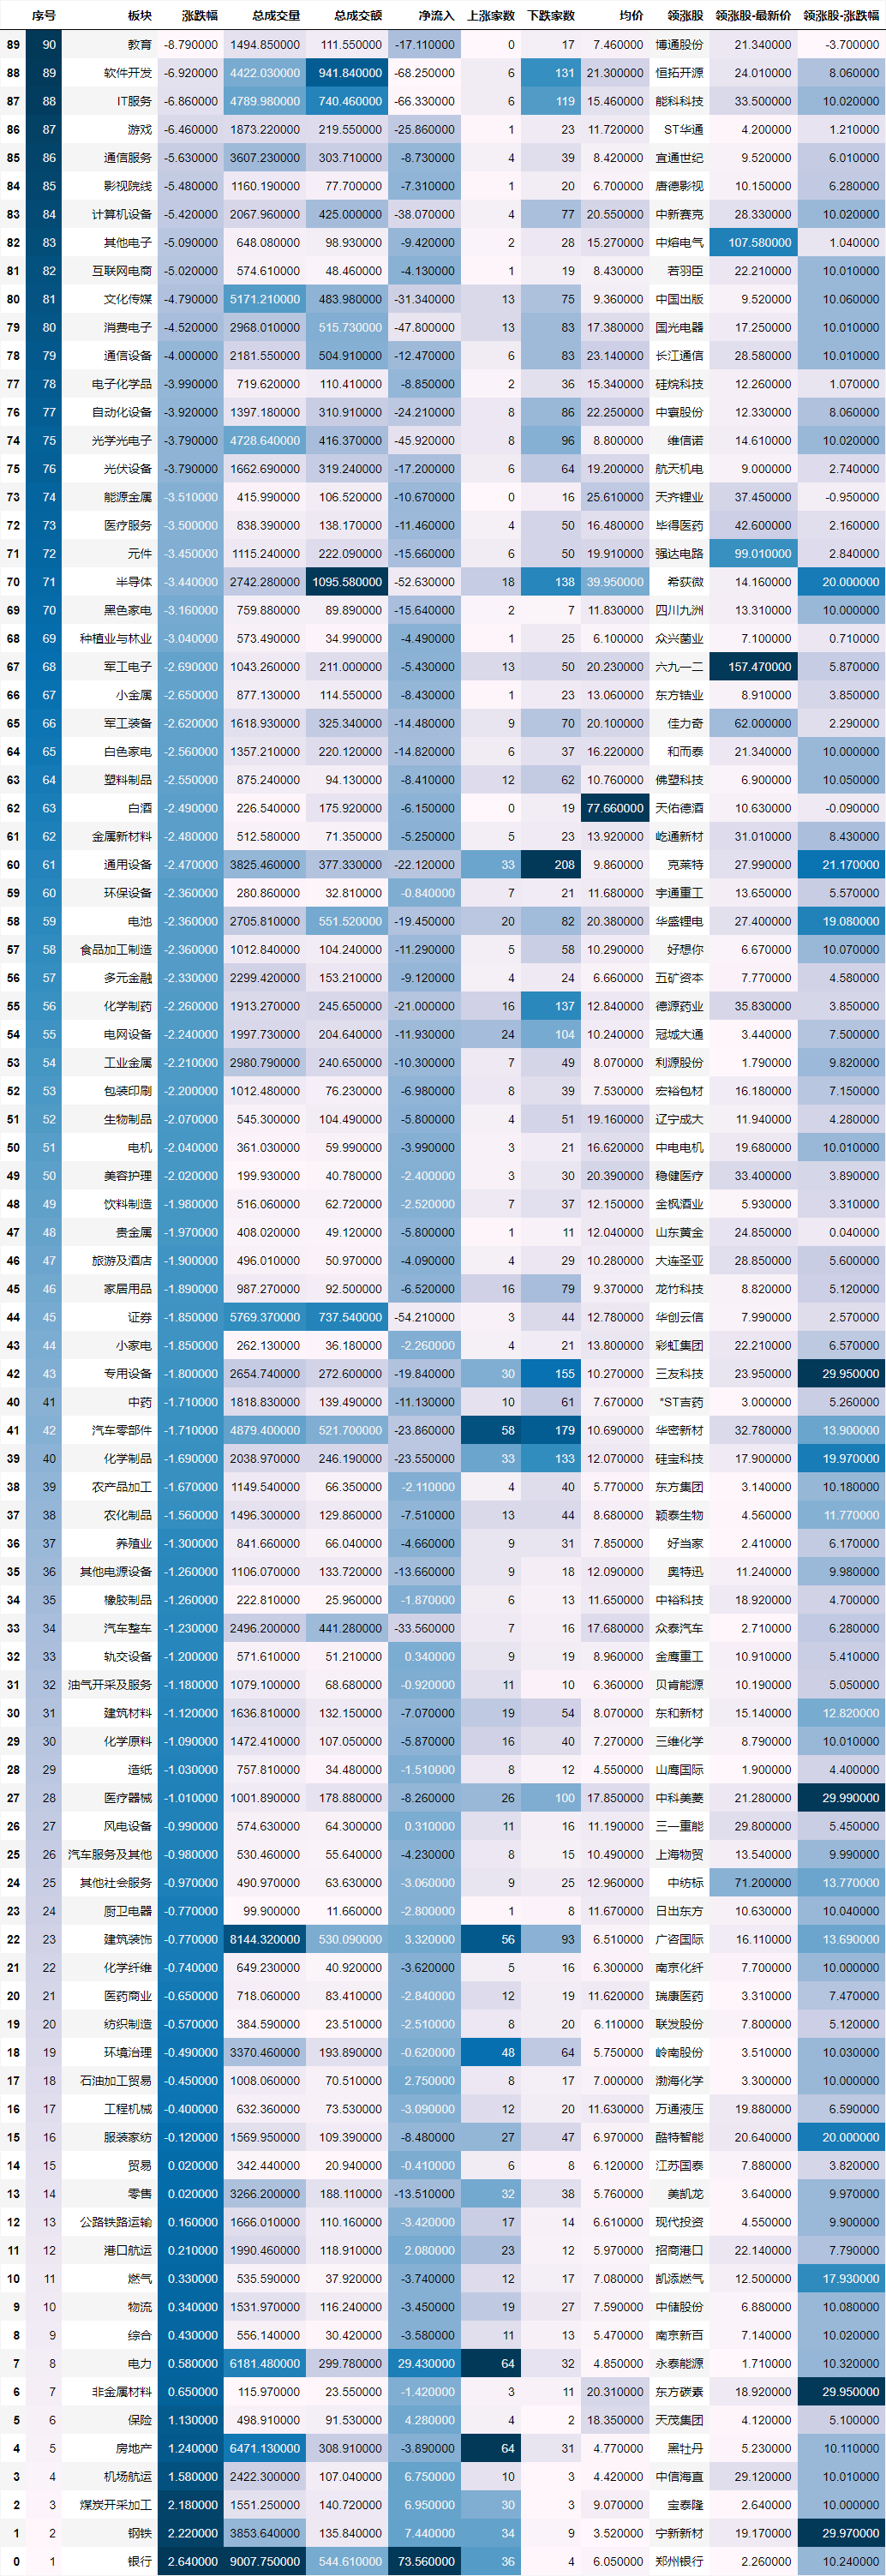 序号 板块 涨跌幅 总成交量 总成交额 净流入 上涨家数 下跌家数 均价 领涨股 领涨股-最新价 领涨股-涨跌幅
89 90 教育 -8.790000 1494.850000 111.550000 -17.110000 0 17 7.460000 博通股份 21.340000 -3.700000
88 89 软件开发 -6.920000 4422.030000 941.840000 -68.250000 6 131 21.300000 恒拓开源 24.010000 8.060000
87 88 IT服务 -6.860000 4789.980000 740.460000 -66.330000 6 119 15.460000 能科科技 33.500000 10.020000
86 87 游戏 -6.460000 1873.220000 219.550000 -25.860000 1 23 11.720000 ST华通 4.200000 1.210000
85 86 通信服务 -5.630000 3607.230000 303.710000 -8.730000 4 39 8.420000 宜通世纪 9.520000 6.010000
84 85 影视院线 -5.480000 1160.190000 77.700000 -7.310000 1 20 6.700000 唐德影视 10.150000 6.280000
83 84 计算机设备 -5.420000 2067.960000 425.000000 -38.070000 4 77 20.550000 中新赛克 28.330000 10.020000
82 83 其他电子 -5.090000 648.080000 98.930000 -9.420000 2 28 15.270000 中熔电气 107.580000 1.040000
81 82 互联网电商 -5.020000 574.610000 48.460000 -4.130000 1 19 8.430000 若羽臣 22.210000 10.010000
80 81 文化传媒 -4.790000 5171.210000 483.980000 -31.340000 13 75 9.360000 中国出版 9.520000 10.060000
79 80 消费电子 -4.520000 2968.010000 515.730000 -47.800000 13 83 17.380000 国光电器 17.250000 10.010000
78 79 通信设备 -4.000000 2181.550000 504.910000 -12.470000 6 83 23.140000 长江通信 28.580000 10.010000
77 78 电子化学品 -3.990000 719.620000 110.410000 -8.850000 2 36 15.340000 硅烷科技 12.260000 1.070000
76 77 自动化设备 -3.920000 1397.180000 310.910000 -24.210000 8 86 22.250000 中寰股份 12.330000 8.060000
74 75 光学光电子 -3.790000 4728.640000 416.370000 -45.920000 8 96 8.800000 维信诺 14.610000 10.020000
75 76 光伏设备 -3.790000 1662.690000 319.240000 -17.200000 6 64 19.200000 航天机电 9.000000 2.740000
73 74 能源金属 -3.510000 415.990000 106.520000 -10.670000 0 16 25.610000 天齐锂业 37.450000 -0.950000
72 73 医疗服务 -3.500000 838.390000 138.170000 -11.460000 4 50 16.480000 毕得医药 42.600000 2.160000
71 72 元件 -3.450000 1115.240000 222.090000 -15.660000 6 50 19.910000 强达电路 99.010000 2.840000
70 71 半导体 -3.440000 2742.280000 1095.580000 -52.630000 18 138 39.950000 希荻微 14.160000 20.000000
69 70 黑色家电 -3.160000 759.880000 89.890000 -15.640000 2 7 11.830000 四川九洲 13.310000 10.000000
68 69 种植业与林业 -3.040000 573.490000 34.990000 -4.490000 1 25 6.100000 众兴菌业 7.100000 0.710000
67 68 军工电子 -2.690000 1043.260000 211.000000 -5.430000 13 50 20.230000 六九一二 157.470000 5.870000
66 67 小金属 -2.650000 877.130000 114.550000 -8.430000 1 23 13.060000 东方锆业 8.910000 3.850000
65 66 军工装备 -2.620000 1618.930000 325.340000 -14.480000 9 70 20.100000 佳力奇 62.000000 2.290000
64 65 白色家电 -2.560000 1357.210000 220.120000 -14.820000 6 37 16.220000 和而泰 21.340000 10.000000
63 64 塑料制品 -2.550000 875.240000 94.130000 -8.410000 12 62 10.760000 佛塑科技 6.900000 10.050000
62 63 白酒 -2.490000 226.540000 175.920000 -6.150000 0 19 77.660000 天佑德酒 10.630000 -0.090000
61 62 金属新材料 -2.480000 512.580000 71.350000 -5.250000 5 23 13.920000 屹通新材 31.010000 8.430000
60 61 通用设备 -2.470000 3825.460000 377.330000 -22.120000 33 208 9.860000 克莱特 27.990000 21.170000
59 60 环保设备 -2.360000 280.860000 32.810000 -0.840000 7 21 11.680000 宇通重工 13.650000 5.570000
58 59 电池 -2.360000 2705.810000 551.520000 -19.450000 20 82 20.380000 华盛锂电 27.400000 19.080000
57 58 食品加工制造 -2.360000 1012.840000 104.240000 -11.290000 5 58 10.290000 好想你 6.670000 10.070000
56 57 多元金融 -2.330000 2299.420000 153.210000 -9.120000 4 24 6.660000 五矿资本 7.770000 4.580000
55 56 化学制药 -2.260000 1913.270000 245.650000 -21.000000 16 137 12.840000 德源药业 35.830000 3.850000
54 55 电网设备 -2.240000 1997.730000 204.640000 -11.930000 24 104 10.240000 冠城大通 3.440000 7.500000
53 54 工业金属 -2.210000 2980.790000 240.650000 -10.300000 7 49 8.070000 利源股份 1.790000 9.820000
52 53 包装印刷 -2.200000 1012.480000 76.230000 -6.980000 8 39 7.530000 宏裕包材 16.180000 7.150000
51 52 生物制品 -2.070000 545.300000 104.490000 -5.800000 4 51 19.160000 辽宁成大 11.940000 4.280000
50 51 电机 -2.040000 361.030000 59.990000 -3.990000 3 21 16.620000 中电电机 19.680000 10.010000
49 50 美容护理 -2.020000 199.930000 40.780000 -2.400000 3 30 20.390000 稳健医疗 33.400000 3.890000
48 49 饮料制造 -1.980000 516.060000 62.720000 -2.520000 7 37 12.150000 金枫酒业 5.930000 3.310000
47 48 贵金属 -1.970000 408.020000 49.120000 -5.800000 1 11 12.040000 山东黄金 24.850000 0.040000
46 47 旅游及酒店 -1.900000 496.010000 50.970000 -4.090000 4 29 10.280000 大连圣亚 28.850000 5.600000
45 46 家居用品 -1.890000 987.270000 92.500000 -6.520000 16 79 9.370000 龙竹科技 8.820000 5.120000
44 45 证券 -1.850000 5769.370000 737.540000 -54.210000 3 44 12.780000 华创云信 7.990000 2.570000
43 44 小家电 -1.850000 262.130000 36.180000 -2.260000 4 21 13.800000 彩虹集团 22.210000 6.570000
42 43 专用设备 -1.800000 2654.740000 272.600000 -19.840000 30 155 10.270000 三友科技 23.950000 29.950000
40 41 中药 -1.710000 1818.830000 139.490000 -11.130000 10 61 7.670000 *ST吉药 3.000000 5.260000
41 42 汽车零部件 -1.710000 4879.400000 521.700000 -23.860000 58 179 10.690000 华密新材 32.780000 13.900000
39 40 化学制品 -1.690000 2038.970000 246.190000 -23.550000 33 133 12.070000 硅宝科技 17.900000 19.970000
38 39 农产品加工 -1.670000 1149.540000 66.350000 -2.110000 4 40 5.770000 东方集团 3.140000 10.180000
37 38 农化制品 -1.560000 1496.300000 129.860000 -7.510000 13 44 8.680000 颖泰生物 4.560000 11.770000
36 37 养殖业 -1.300000 841.660000 66.040000 -4.660000 9 31 7.850000 好当家 2.410000 6.170000
35 36 其他电源设备 -1.260000 1106.070000 133.720000 -13.660000 9 18 12.090000 奥特迅 11.240000 9.980000
34 35 橡胶制品 -1.260000 222.810000 25.960000 -1.870000 6 13 11.650000 中裕科技 18.920000 4.700000
33 34 汽车整车 -1.230000 2496.200000 441.280000 -33.560000 7 16 17.680000 众泰汽车 2.710000 6.280000
32 33 轨交设备 -1.200000 571.610000 51.210000 0.340000 9 19 8.960000 金鹰重工 10.910000 5.410000
31 32 油气开采及服务 -1.180000 1079.100000 68.680000 -0.920000 11 10 6.360000 贝肯能源 10.190000 5.050000
30 31 建筑材料 -1.120000 1636.810000 132.150000 -7.070000 19 54 8.070000 东和新材 15.140000 12.820000
29 30 化学原料 -1.090000 1472.410000 107.050000 -5.870000 16 40 7.270000 三维化学 8.790000 10.010000
28 29 造纸 -1.030000 757.810000 34.480000 -1.510000 8 12 4.550000 山鹰国际 1.900000 4.400000
27 28 医疗器械 -1.010000 1001.890000 178.880000 -8.260000 26 100 17.850000 中科美菱 21.280000 29.990000
26 27 风电设备 -0.990000 574.630000 64.300000 0.310000 11 16 11.190000 三一重能 29.800000 5.450000
25 26 汽车服务及其他 -0.980000 530.460000 55.640000 -4.230000 8 15 10.490000 上海物贸 13.540000 9.990000
24 25 其他社会服务 -0.970000 490.970000 63.630000 -3.060000 9 25 12.960000 中纺标 71.200000 13.770000
23 24 厨卫电器 -0.770000 99.900000 11.660000 -2.800000 1 8 11.670000 日出东方 10.630000 10.040000
22 23 建筑装饰 -0.770000 8144.320000 530.090000 3.320000 56 93 6.510000 广咨国际 16.110000 13.690000
21 22 化学纤维 -0.740000 649.230000 40.920000 -3.620000 5 16 6.300000 南京化纤 7.700000 10.000000
20 21 医药商业 -0.650000 718.060000 83.410000 -2.840000 12 19 11.620000 瑞康医药 3.310000 7.470000
19 20 纺织制造 -0.570000 384.590000 23.510000 -2.510000 8 20 6.110000 联发股份 7.800000 5.120000
18 19 环境治理 -0.490000 3370.460000 193.890000 -0.620000 48 64 5.750000 岭南股份 3.510000 10.030000
17 18 石油加工贸易 -0.450000 1008.060000 70.510000 2.750000 8 17 7.000000 渤海化学 3.300000 10.000000
16 17 工程机械 -0.400000 632.360000 73.530000 -3.090000 12 20 11.630000 万通液压 19.880000 6.590000
15 16 服装家纺 -0.120000 1569.950000 109.390000 -8.480000 27 47 6.970000 酷特智能 20.640000 20.000000
14 15 贸易 0.020000 342.440000 20.940000 -0.410000 6 8 6.120000 江苏国泰 7.880000 3.820000
13 14 零售 0.020000 3266.200000 188.110000 -13.510000 32 38 5.760000 美凯龙 3.640000 9.970000
12 13 公路铁路运输 0.160000 1666.010000 110.160000 -3.420000 17 14 6.610000 现代投资 4.550000 9.900000
11 12 港口航运 0.210000 1990.460000 118.910000 2.080000 23 12 5.970000 招商港口 22.140000 7.790000
10 11 燃气 0.330000 535.590000 37.920000 -3.740000 12 17 7.080000 凯添燃气 12.500000 17.930000
9 10 物流 0.340000 1531.970000 116.240000 -3.450000 19 27 7.590000 中储股份 6.880000 10.080000
8 9 综合 0.430000 556.140000 30.420000 -3.580000 11 13 5.470000 南京新百 7.140000 10.020000
7 8 电力 0.580000 6181.480000 299.780000 29.430000 64 32 4.850000 永泰能源 1.710000 10.320000
6 7 非金属材料 0.650000 115.970000 23.550000 -1.420000 3 11 20.310000 东方碳素 18.920000 29.950000
5 6 保险 1.130000 498.910000 91.530000 4.280000 4 2 18.350000 天茂集团 4.120000 5.100000
4 5 房地产 1.240000 6471.130000 308.910000 -3.890000 64 31 4.770000 黑牡丹 5.230000 10.110000
3 4 机场航运 1.580000 2422.300000 107.040000 6.750000 10 3 4.420000 中信海直 29.120000 10.010000
2 3 煤炭开采加工 2.180000 1551.250000 140.720000 6.950000 30 3 9.070000 宝泰隆 2.640000 10.000000
1 2 钢铁 2.220000 3853.640000 135.840000 7.440000 34 9 3.520000 宁新新材 19.170000 29.970000
0 1 银行 2.640000 9007.750000 544.610000 73.560000 36 4 6.050000 郑州银行 2.260000 10.240000